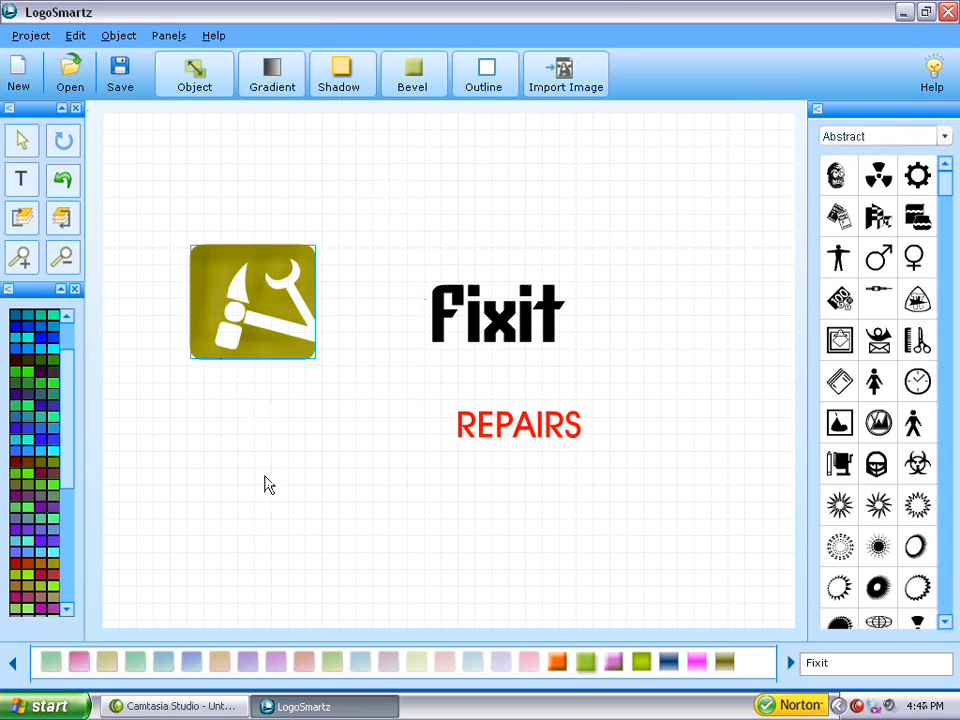 LogoSmartz
Project Edit Object Panels Help
New Open Save Object Gradient Shadow Bevel Outline Import Image Help
T
Abstract
Fixit
REPAIRS
Fixit
start Camtasia Studio - Unt... LogoSmartz Norton 4:46 PM